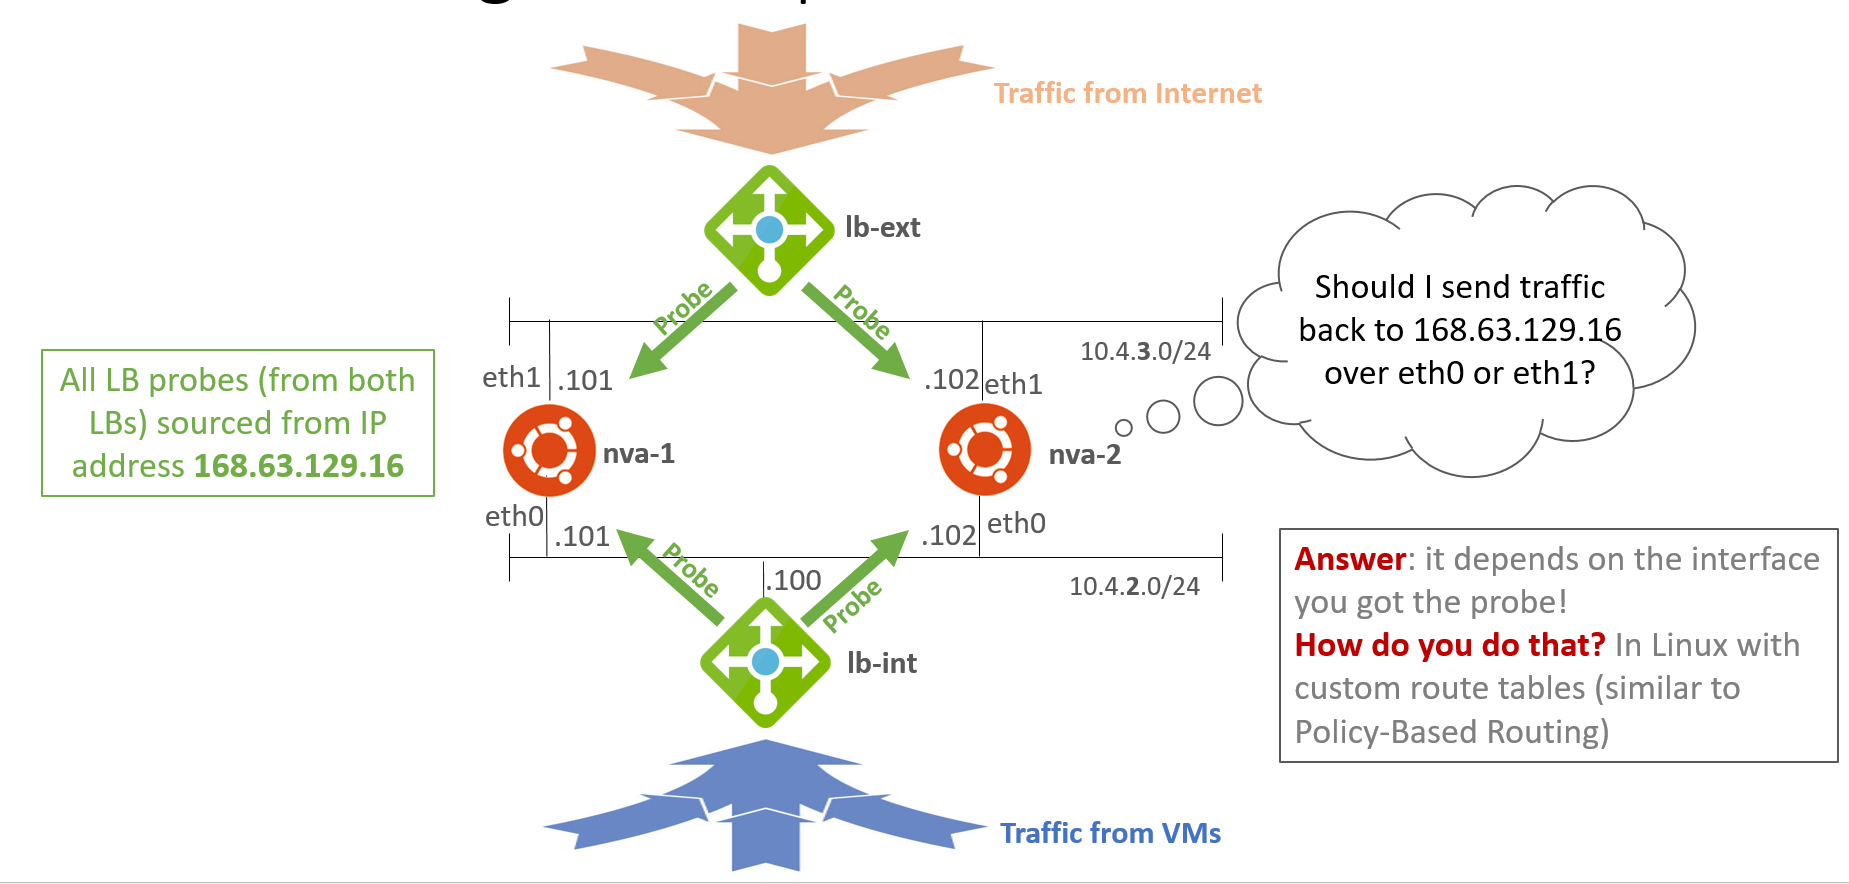 Traffic from Internet
lb-ext
Probe
Probe
Should I send traffic
back to 168.63.129.16
over eth0 or eth1?
10.4.3.0/24
All LB probes (from both
LBs) sourced from IP
address 168.63.129.16
eth1
.101
.102
eth1
nva-1
nva-2
eth0
.101
.102
eth0
Probe
Probe
.100
10.4.2.0/24
lb-int
Answer: it depends on the interface
you got the probe!
How do you do that? In Linux with
custom route tables (similar to
Policy-Based Routing)
Traffic from VMs